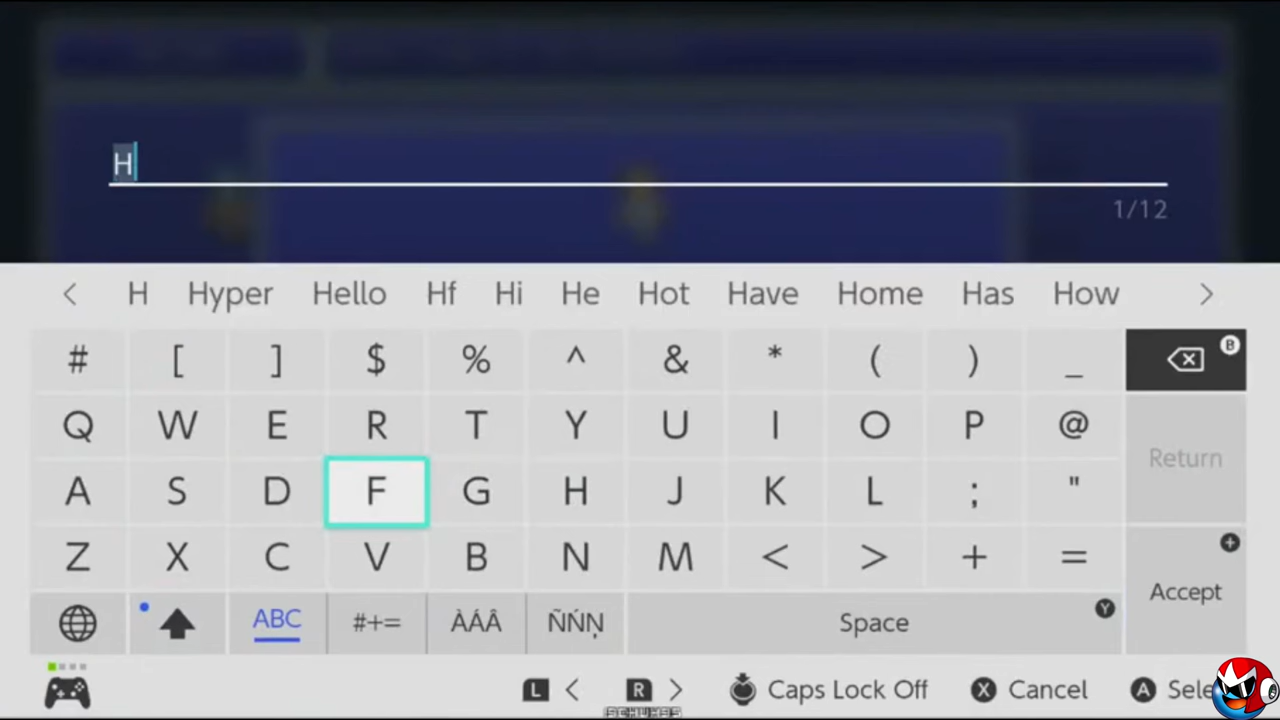 H
1/12
< H Hyper Hello Hf Hi He Hot Have Home Has How >
# [ ] $ % ^ & * ( ) _ B
Q W E R T Y U I O P @
Return
A S D F G H J K L ; "
Z X C V B N M < > + = +
Accept
ABC #+= ÀÁÂ ÑŃŅ Space Y
L < R > Caps Lock Off X Cancel A Sele